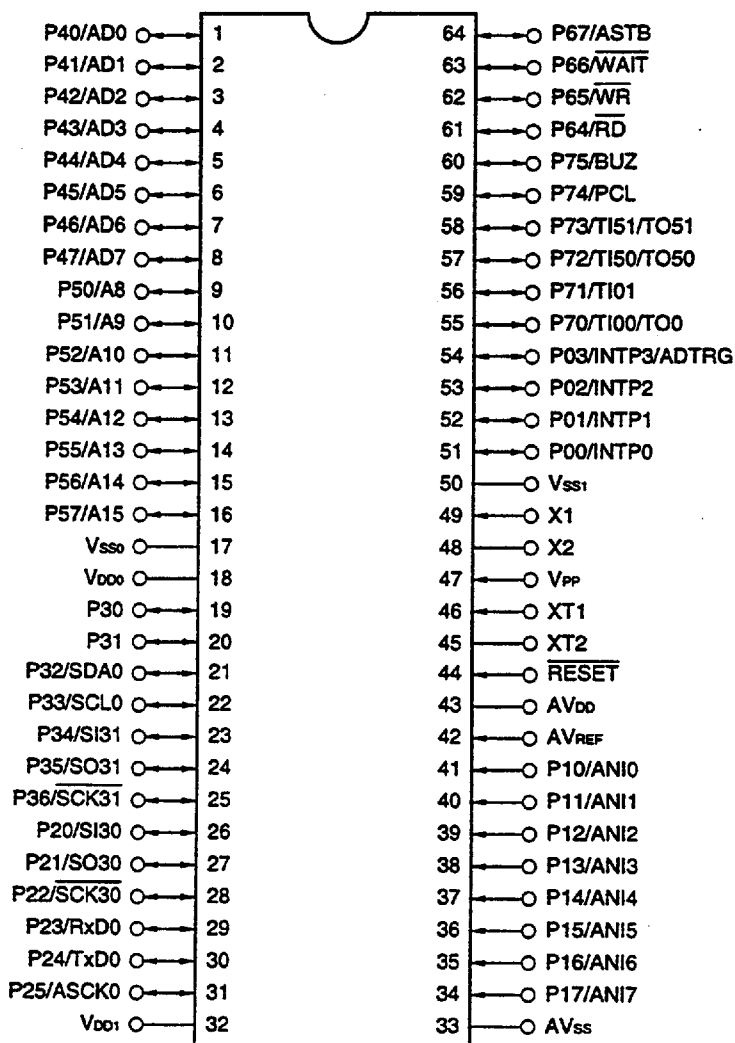 P40/AD0 1 64 P67/ASTB
P41/AD1 2 63 P66/WAIT
P42/AD2 3 62 P65/WR
P43/AD3 4 61 P64/RD
P44/AD4 5 60 P75/BUZ
P45/AD5 6 59 P74/PCL
P46/AD6 7 58 P73/TI51/TO51
P47/AD7 8 57 P72/TI50/TO50
P50/A8 9 56 P71/TI01
P51/A9 10 55 P70/TI00/TO0
P52/A10 11 54 P03/INTP3/ADTRG
P53/A11 12 53 P02/INTP2
P54/A12 13 52 P01/INTP1
P55/A13 14 51 P00/INTP0
P56/A14 15 50 VSS1
P57/A15 16 49 X1
VSS0 17 48 X2
VDD0 18 47 VPP
P30 19 46 XT1
P31 20 45 XT2
P32/SDA0 21 44 RESET
P33/SCL0 22 43 AVDD
P34/SI31 23 42 AVREF
P35/SO31 24 41 P10/ANI0
P36/SCK31 25 40 P11/ANI1
P20/SI30 26 39 P12/ANI2
P21/SO30 27 38 P13/ANI3
P22/SCK30 28 37 P14/ANI4
P23/RxD0 29 36 P15/ANI5
P24/TxD0 30 35 P16/ANI6
P25/ASCK0 31 34 P17/ANI7
VDD1 32 33 AVSS